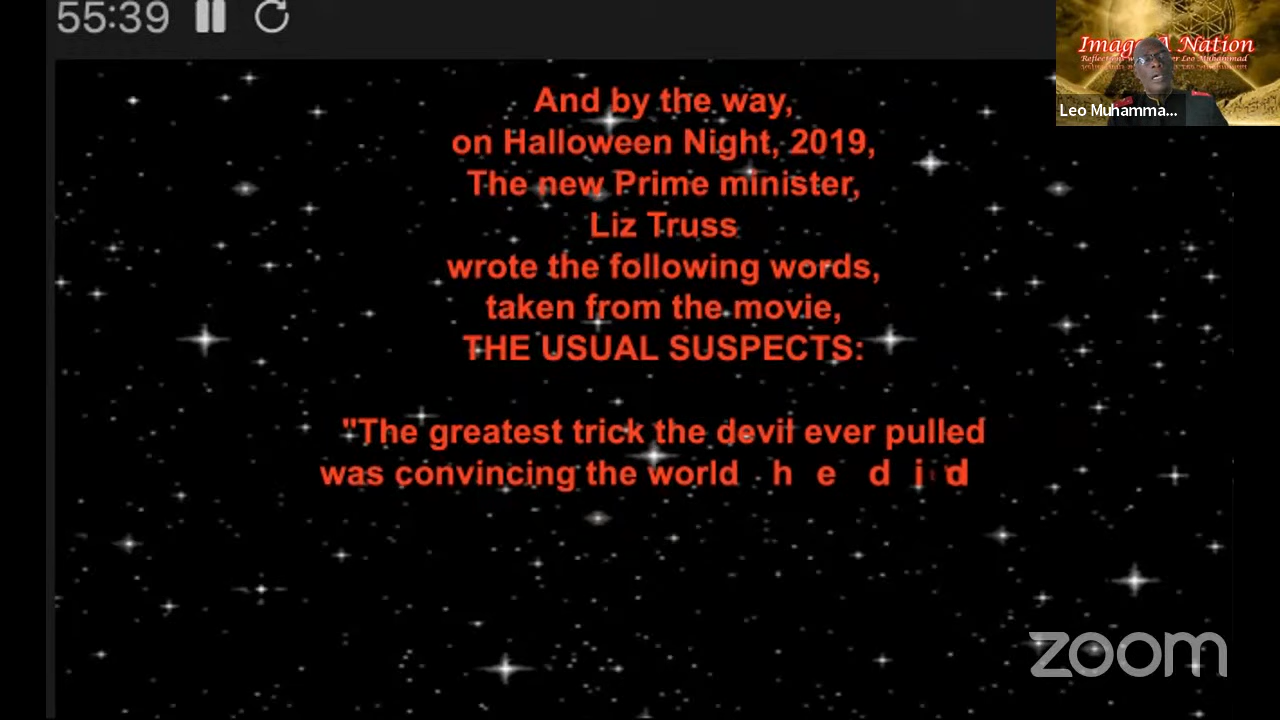 55:39
Image A Nation
Leo Muhamma...
And by the way,
on Halloween Night, 2019,
The new Prime minister,
Liz Truss
wrote the following words,
taken from the movie,
THE USUAL SUSPECTS:
"The greatest trick the devil ever pulled
was convincing the world h e d i d
zoom